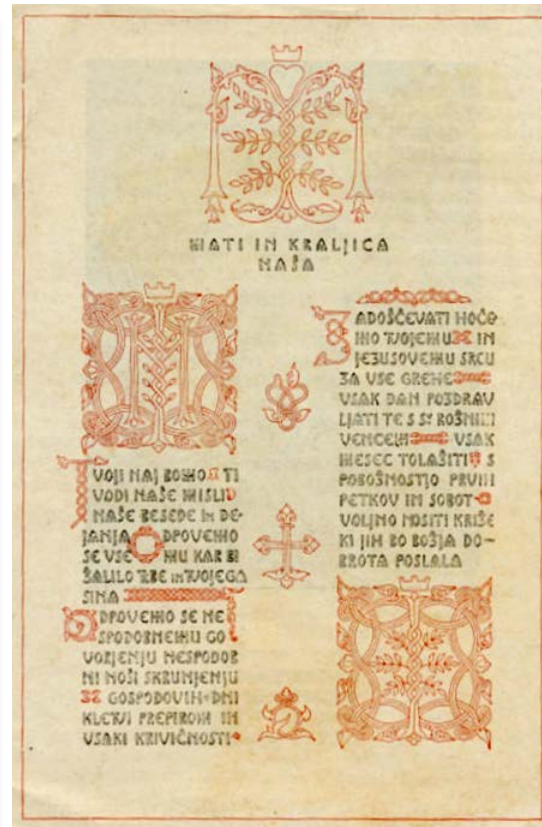 MATI IN KRALJICA
NAŠA
TVOJI NAJ BOMO TI
VODI NAŠE MISLI
NAŠE BESEDE IN DE-
JANJA ODPOVEMO
SE VSEMU KAR BI
ŽALILO TEBE IN TVOJEGA
SINA
ODPOVEMO SE NE
SPODOBNEMU GO
VORJENJU NESPODOB
NI NOŠI SKRUNJENJU
GOSPODOVIH DNI
KLETVI PREPIROM IN
VSAKI KRIVIČNOSTI
ZADOŠČEVATI HOČE
MO TVOJEMU IN
JEZUSOVEMU SRCU
ZA VSE GREHE
VSAK DAN POZDRAV
LJATI TE S SV ROŽNIM
VENCEM VSAK
MESEC TOLAŽITI S
POBOŽNOSTJO PRVIH
PETKOV IN SOBOT
VOLJNO NOSITI KRIŽE
KI JIH BO BOŽJA DO-
BROTA POSLALA